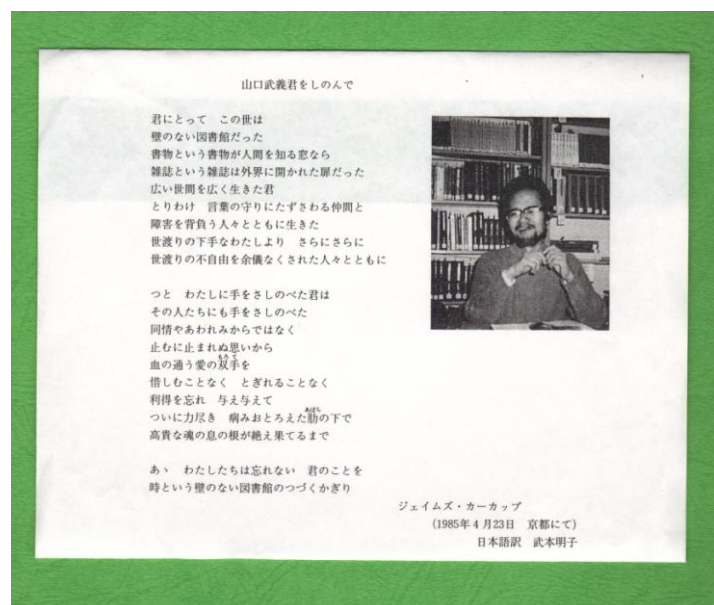 山口武義君をしのんで
君にとって　この世は
壁のない図書館だった
書物という書物が人間を知る窓なら
雑誌という雑誌は外界に開かれた扉だった
広い世間を広く生きた君
とりわけ　言葉の守りにたずさわる仲間と
障害を背負う人々とともに生きた
世渡りの下手なわたしより　さらにさらに
世渡りの不自由を余儀なくされた人々とともに
つと　わたしに手をさしのべた君は
その人たちにも手をさしのべた
同情やあわれみからではなく
止むに止まれぬ思いから
血の通う愛の双手を
惜しむことなく　とぎれることなく
利得を忘れ　与え与えて
ついに力尽き　病みおとろえた肋の下で
高貴な魂の息の根が絶え果てるまで
あゝ　わたしたちは忘れない　君のことを
時という壁のない図書館のつづくかぎり
ジェイムズ・カーカップ
(1985年4月23日　京都にて)
日本語訳　武本明子